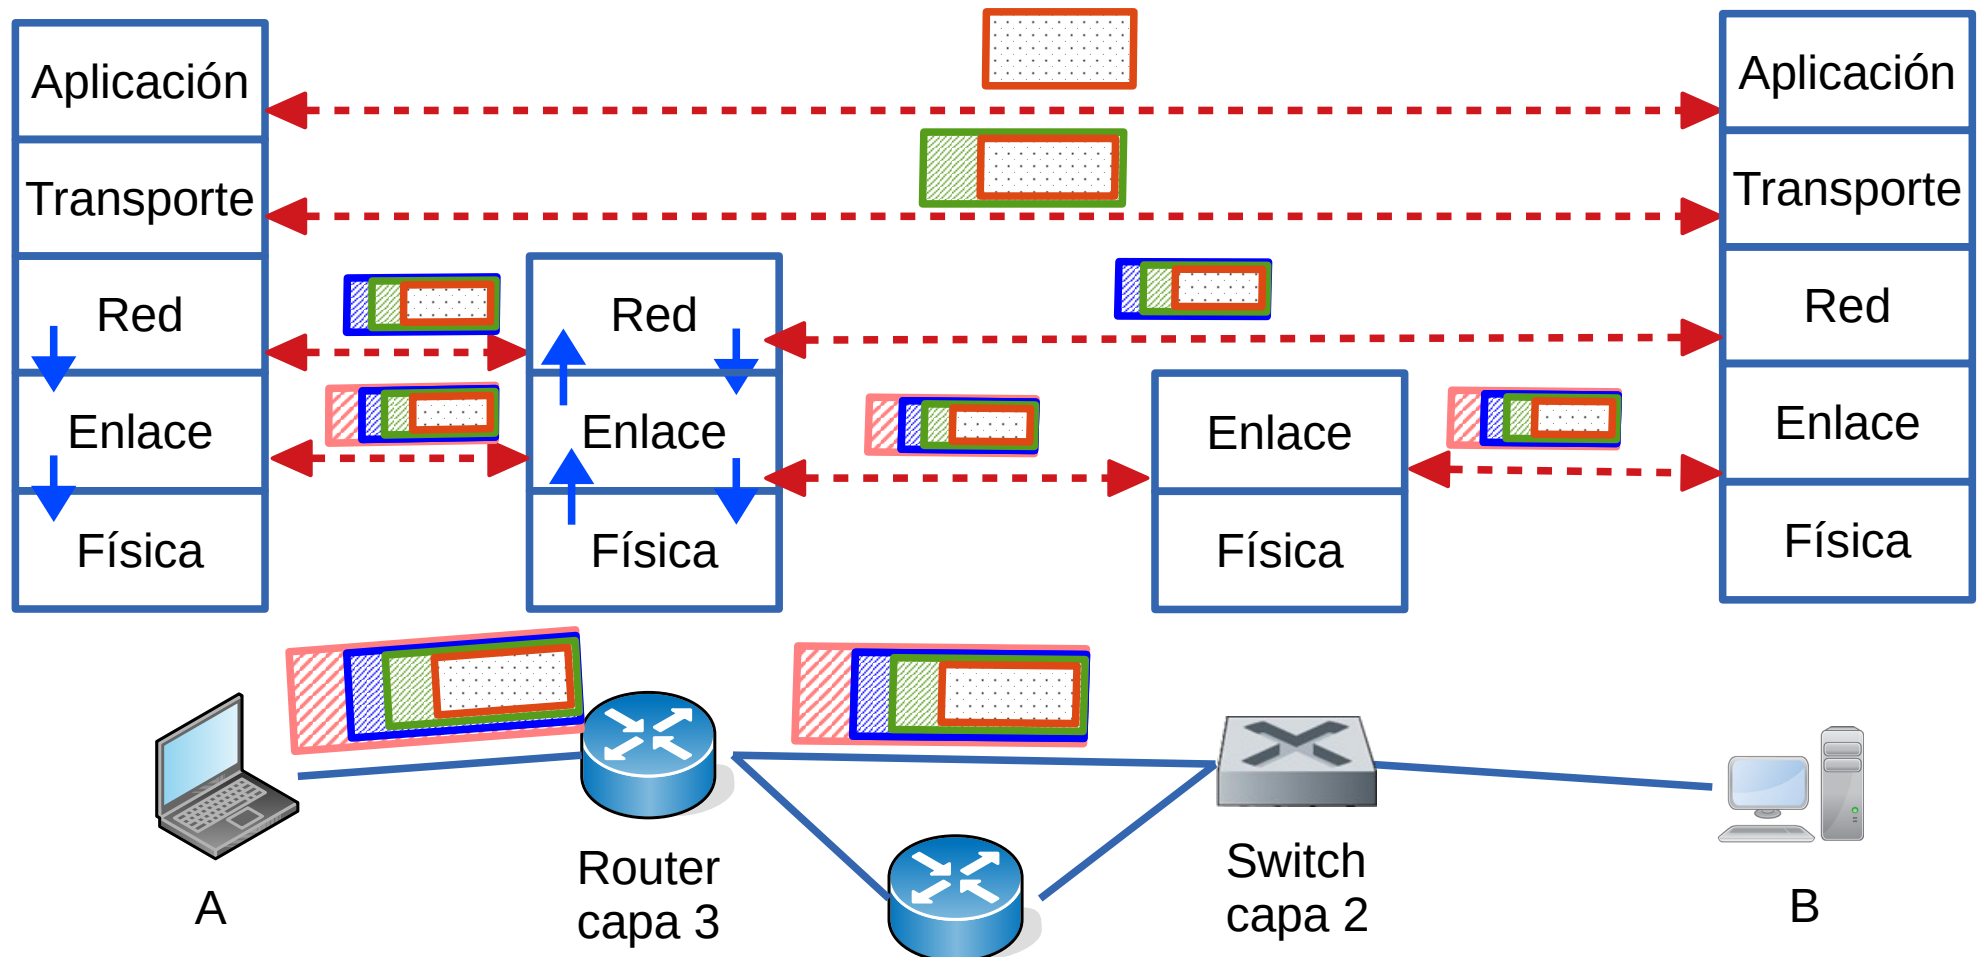 Aplicación
Transporte
Red
Enlace
Física
Red
Enlace
Física
Enlace
Física
Aplicación
Transporte
Red
Enlace
Física
A
Router
capa 3
Switch
capa 2
B